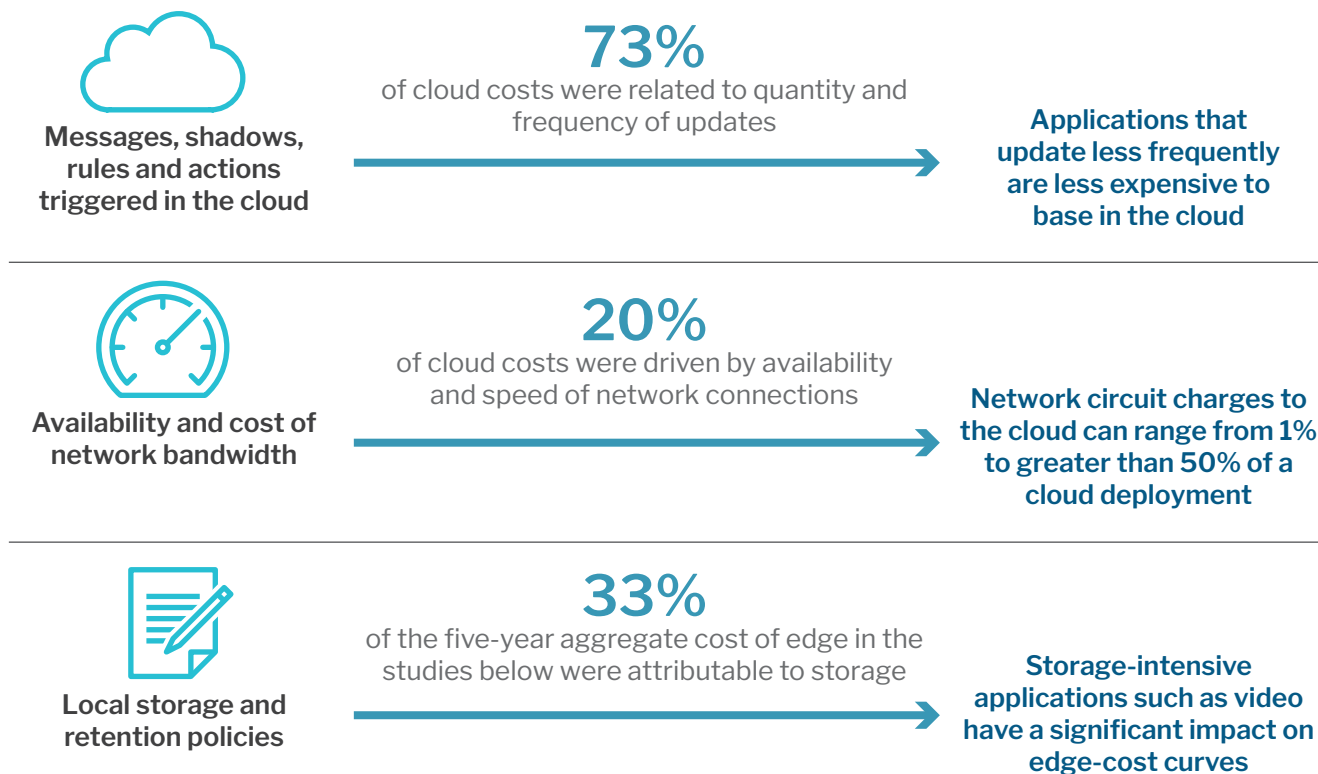 Messages, shadows,
rules and actions
triggered in the cloud
73%
of cloud costs were related to quantity and
frequency of updates
Applications that
update less frequently
are less expensive to
base in the cloud
Availability and cost of
network bandwidth
20%
of cloud costs were driven by availability
and speed of network connections
Network circuit charges to
the cloud can range from 1%
to greater than 50% of a
cloud deployment
Local storage and
retention policies
33%
of the five-year aggregate cost of edge in the
studies below were attributable to storage
Storage-intensive
applications such as video
have a significant impact on
edge-cost curves